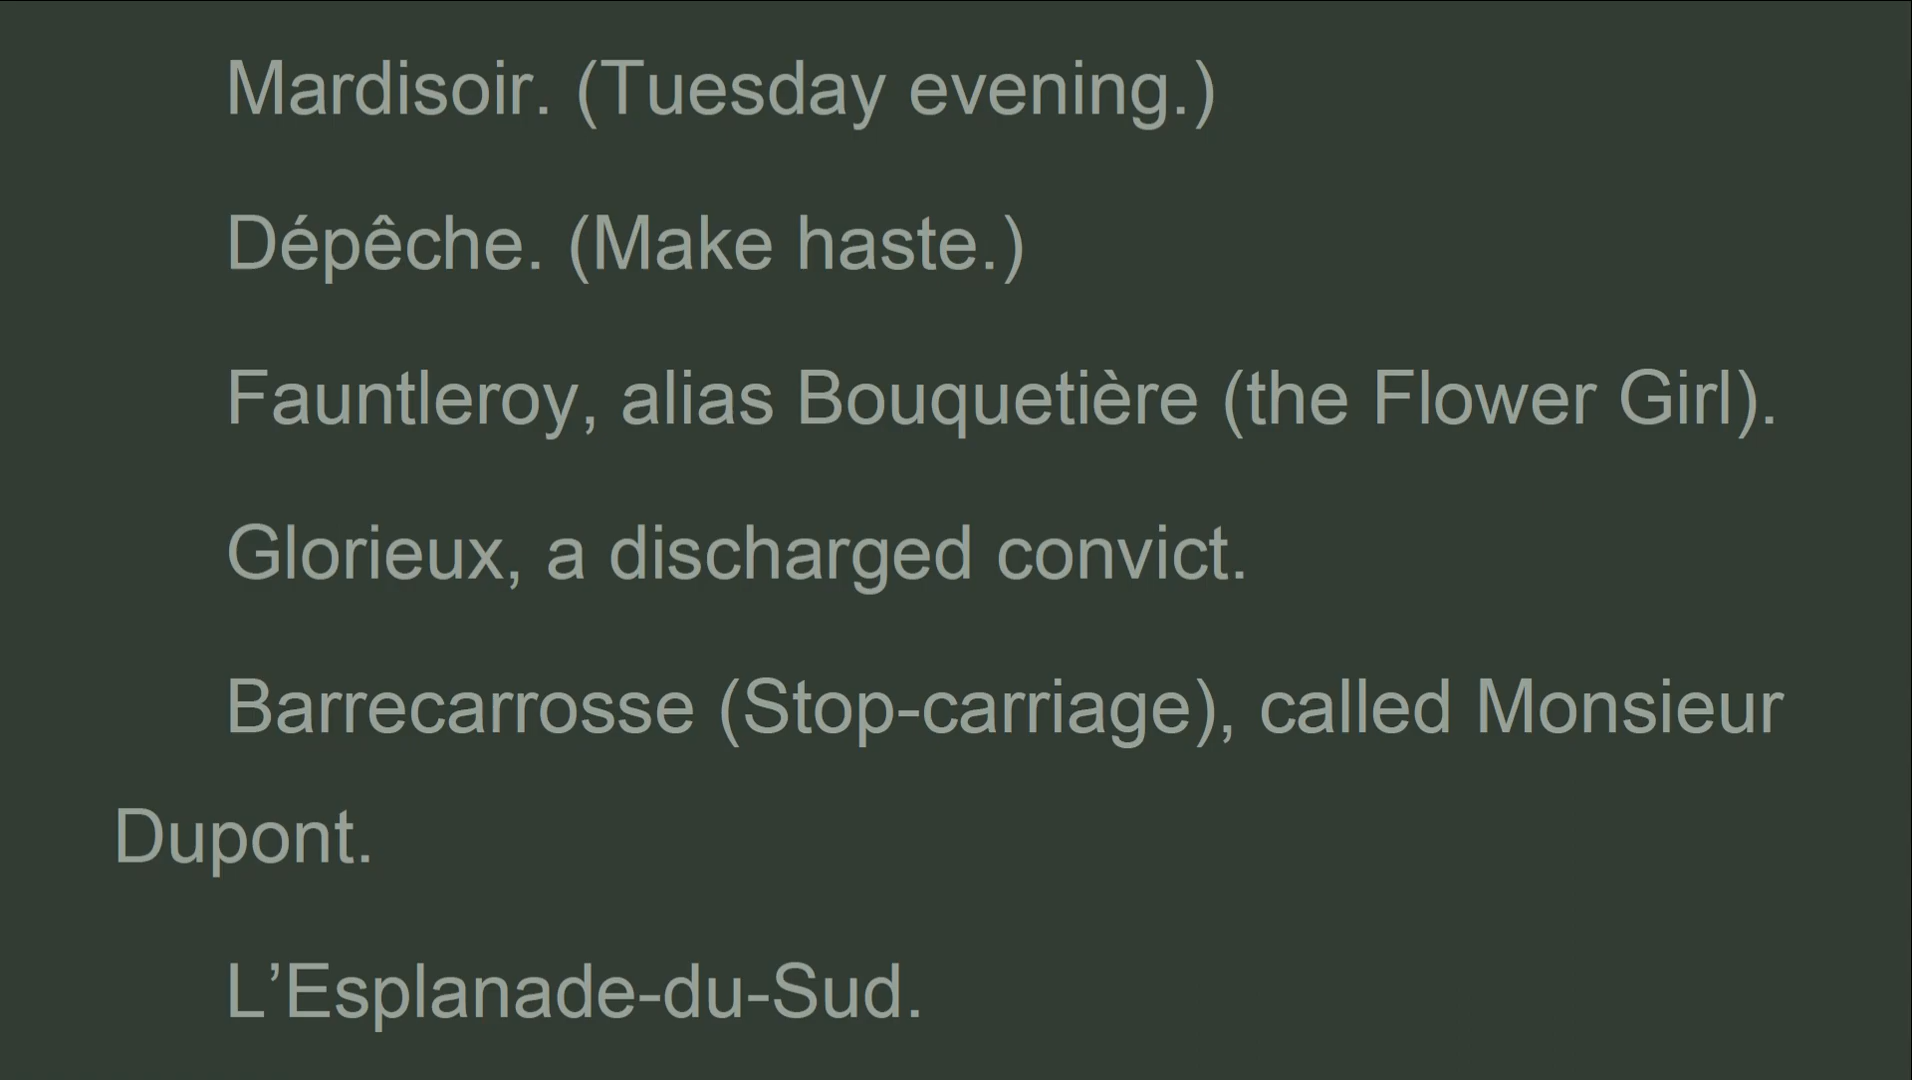 Mardisoir. (Tuesday evening.)
Dépêche. (Make haste.)
Fauntleroy, alias Bouquetière (the Flower Girl).
Glorieux, a discharged convict.
Barrecarrosse (Stop-carriage), called Monsieur
Dupont.
L’Esplanade-du-Sud.